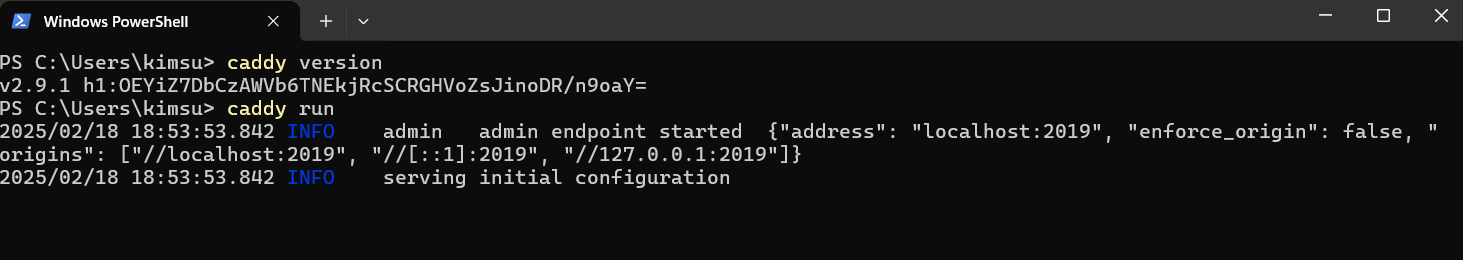 Windows PowerShell
PS C:\Users\kimsu> caddy version
v2.9.1 h1:OEYiZ7DbCzAWVb6TNEkjRcSCRGHVoZsJinoDR/n9oaY=
PS C:\Users\kimsu> caddy run
2025/02/18 18:53:53.842 INFO    admin   admin endpoint started  {"address": "localhost:2019", "enforce_origin": false, "
origins": ["//localhost:2019", "//[::1]:2019", "//127.0.0.1:2019"]}
2025/02/18 18:53:53.842 INFO    serving initial configuration